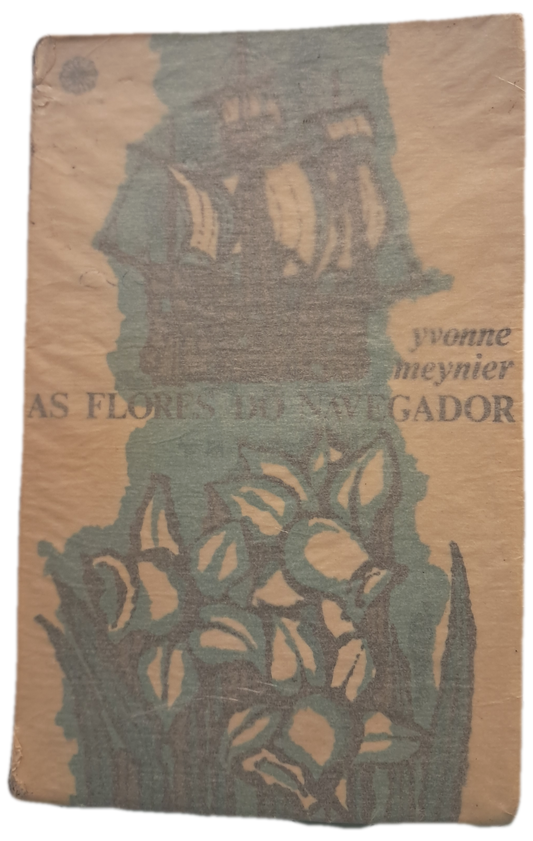 yvonne
meynier
AS FLORES DO NAVEGADOR